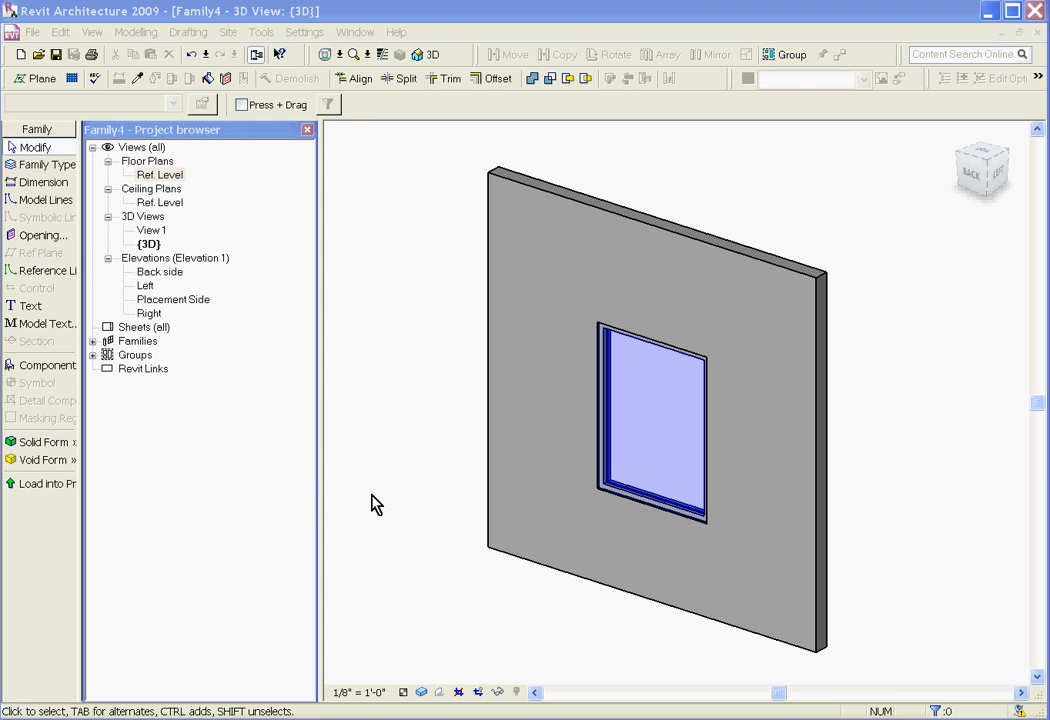 Revit Architecture 2009 - [Family4 - 3D View: {3D}]
File Edit View Modelling Drafting Site Tools Settings Window Help
3D Move Copy Rotate Array Mirror Group Content Search Online
Plane Demolish Align Split Trim Offset Edit Opti
Press + Drag
Family
Modify
Family Type
Dimension
Model Lines
Symbolic Lir
Opening...
Ref Plane
Reference Li
Control
Text
Model Text..
Section
Component
Symbol
Detail Comp
Masking Reg
Solid Form »
Void Form »
Load into Pr
Family4 - Project browser
Views (all)
Floor Plans
Ref. Level
Ceiling Plans
Ref. Level
3D Views
View 1
{3D}
Elevations (Elevation 1)
Back side
Left
Placement Side
Right
Sheets (all)
Families
Groups
Revit Links
BACK
LEFT
1/8" = 1'-0"
Click to select, TAB for alternates, CTRL adds, SHIFT unselects.
NUM
:0